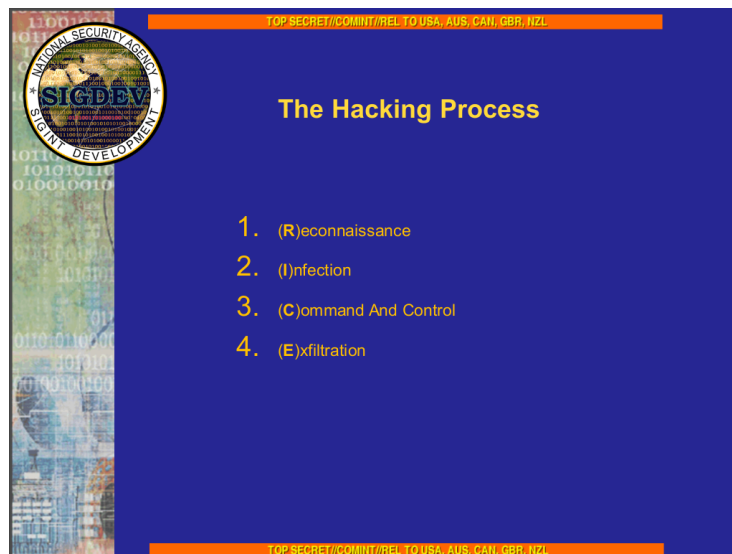 TOP SECRET//COMINT//REL TO USA, AUS, CAN, GBR, NZL
NATIONAL SECURITY AGENCY
SIGDEV
SIGINT DEVELOPMENT
The Hacking Process
1. (R)econnaissance
2. (I)nfection
3. (C)ommand And Control
4. (E)xfiltration
TOP SECRET//COMINT//REL TO USA, AUS, CAN, GBR, NZL